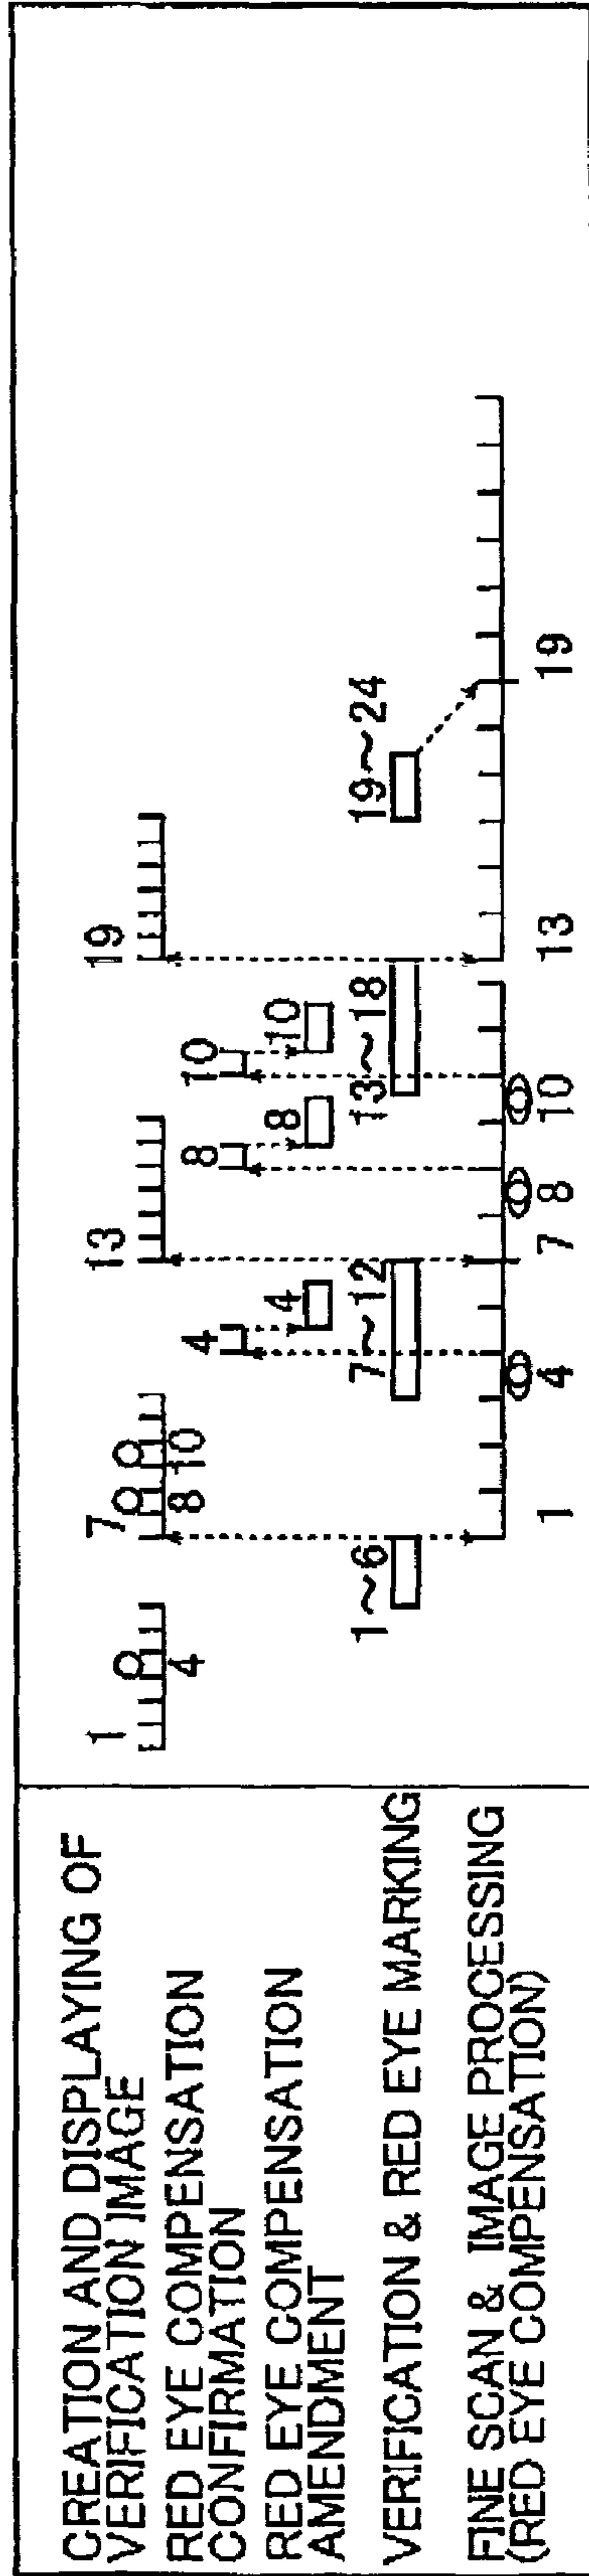 CREATION AND DISPLAYING OF
VERIFICATION IMAGE
1
4
7
8
10
13
19
RED EYE COMPENSATION
CONFIRMATION
4
8
10
RED EYE COMPENSATION
AMENDMENT
4
8
10
VERIFICATION & RED EYE MARKING
1~6
7~12
13~18
19~24
FINE SCAN & IMAGE PROCESSING
(RED EYE COMPENSATION)
1
4
7
8
10
13
19